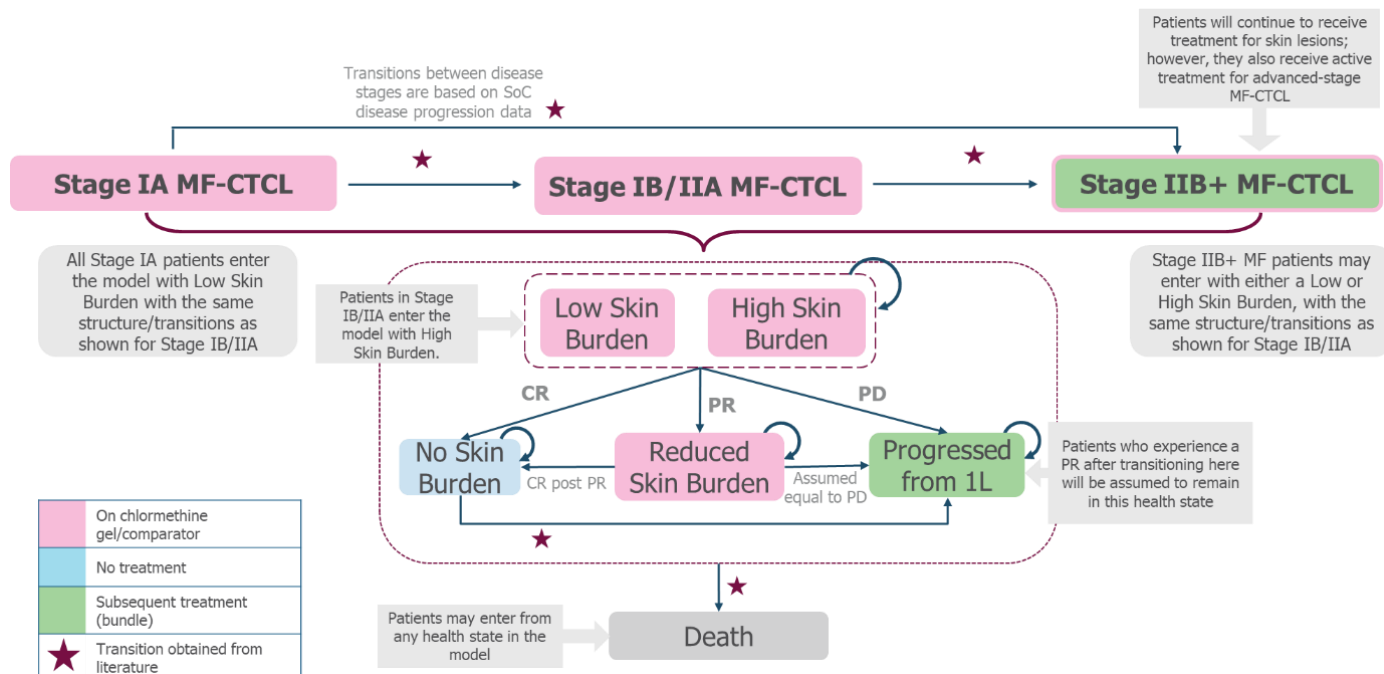 Patients will continue to receive
treatment for skin lesions;
however, they also receive active
treatment for advanced-stage
MF-CTCL
Transitions between disease
stages are based on SoC
disease progression data
Stage IA MF-CTCL
Stage IB/IIA MF-CTCL
Stage IIB+ MF-CTCL
All Stage IA patients enter
the model with Low Skin
Burden with the same
structure/transitions as
shown for Stage IB/IIA
Patients in Stage
IB/IIA enter the
model with High
Skin Burden.
Low Skin
Burden
High Skin
Burden
Stage IIB+ MF patients may
enter with either a Low or
High Skin Burden, with the
same structure/transitions as
shown for Stage IB/IIA
CR
PR
PD
No Skin
Burden
CR post PR
Reduced
Skin Burden
Assumed
equal to PD
Progressed
from 1L
Patients who experience a
PR after transitioning here
will be assumed to remain
in this health state
On chlormethine
gel/comparator
No treatment
Subsequent treatment
(bundle)
Transition obtained from
literature
Patients may enter from
any health state in the
model
Death